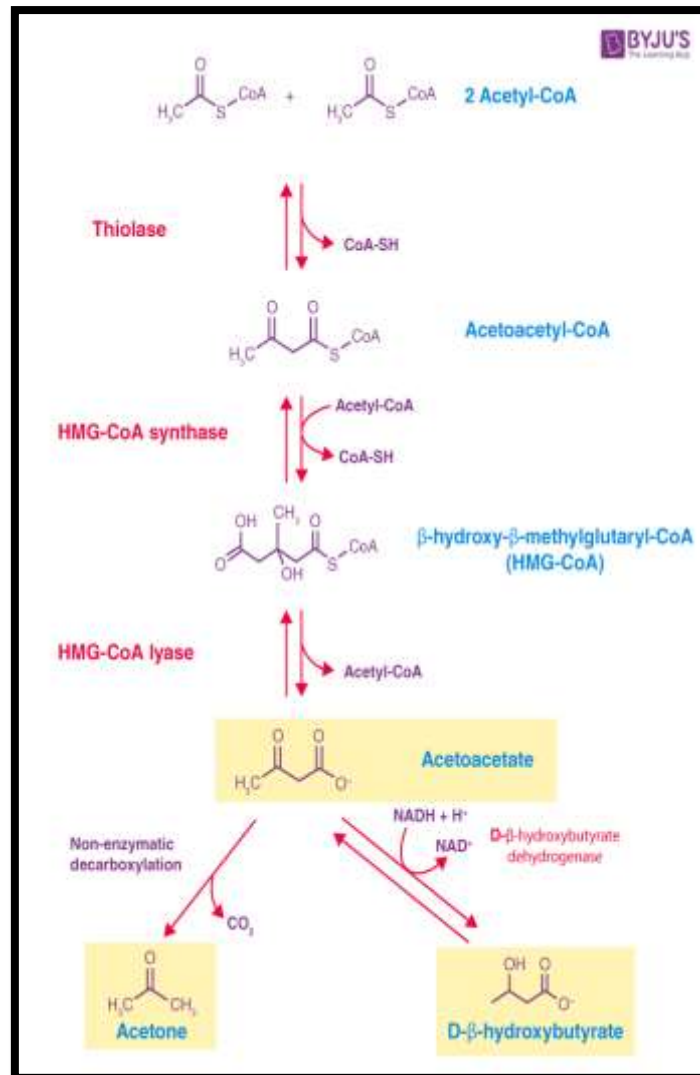 BYJU'S
The Learning App
O
O
H₃C
S
CoA
+
H₃C
S
CoA
2 Acetyl-CoA
Thiolase
CoA-SH
O
O
H₃C
S
CoA
Acetoacetyl-CoA
Acetyl-CoA
HMG-CoA synthase
CoA-SH
OH
CH₃
O
O
OH
S
CoA
β-hydroxy-β-methylglutaryl-CoA
(HMG-CoA)
HMG-CoA lyase
Acetyl-CoA
O
O
H₃C
O⁻
Acetoacetate
NADH + H⁺
NAD⁺
D-β-hydroxybutyrate
dehydrogenase
Non-enzymatic
decarboxylation
CO₂
O
H₃C
CH₃
Acetone
OH
O
O⁻
D-β-hydroxybutyrate